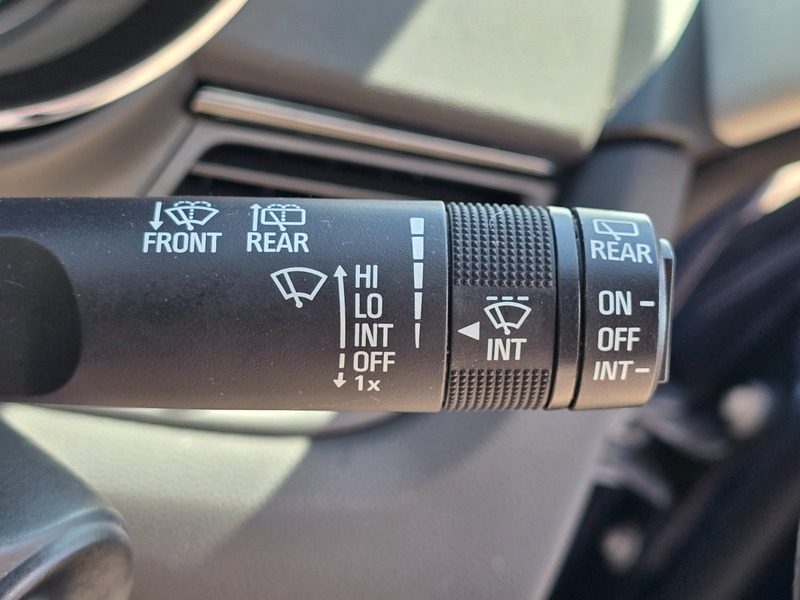 FRONT
REAR
HI
LO
INT
OFF
1x
INT
REAR
ON
OFF
INT